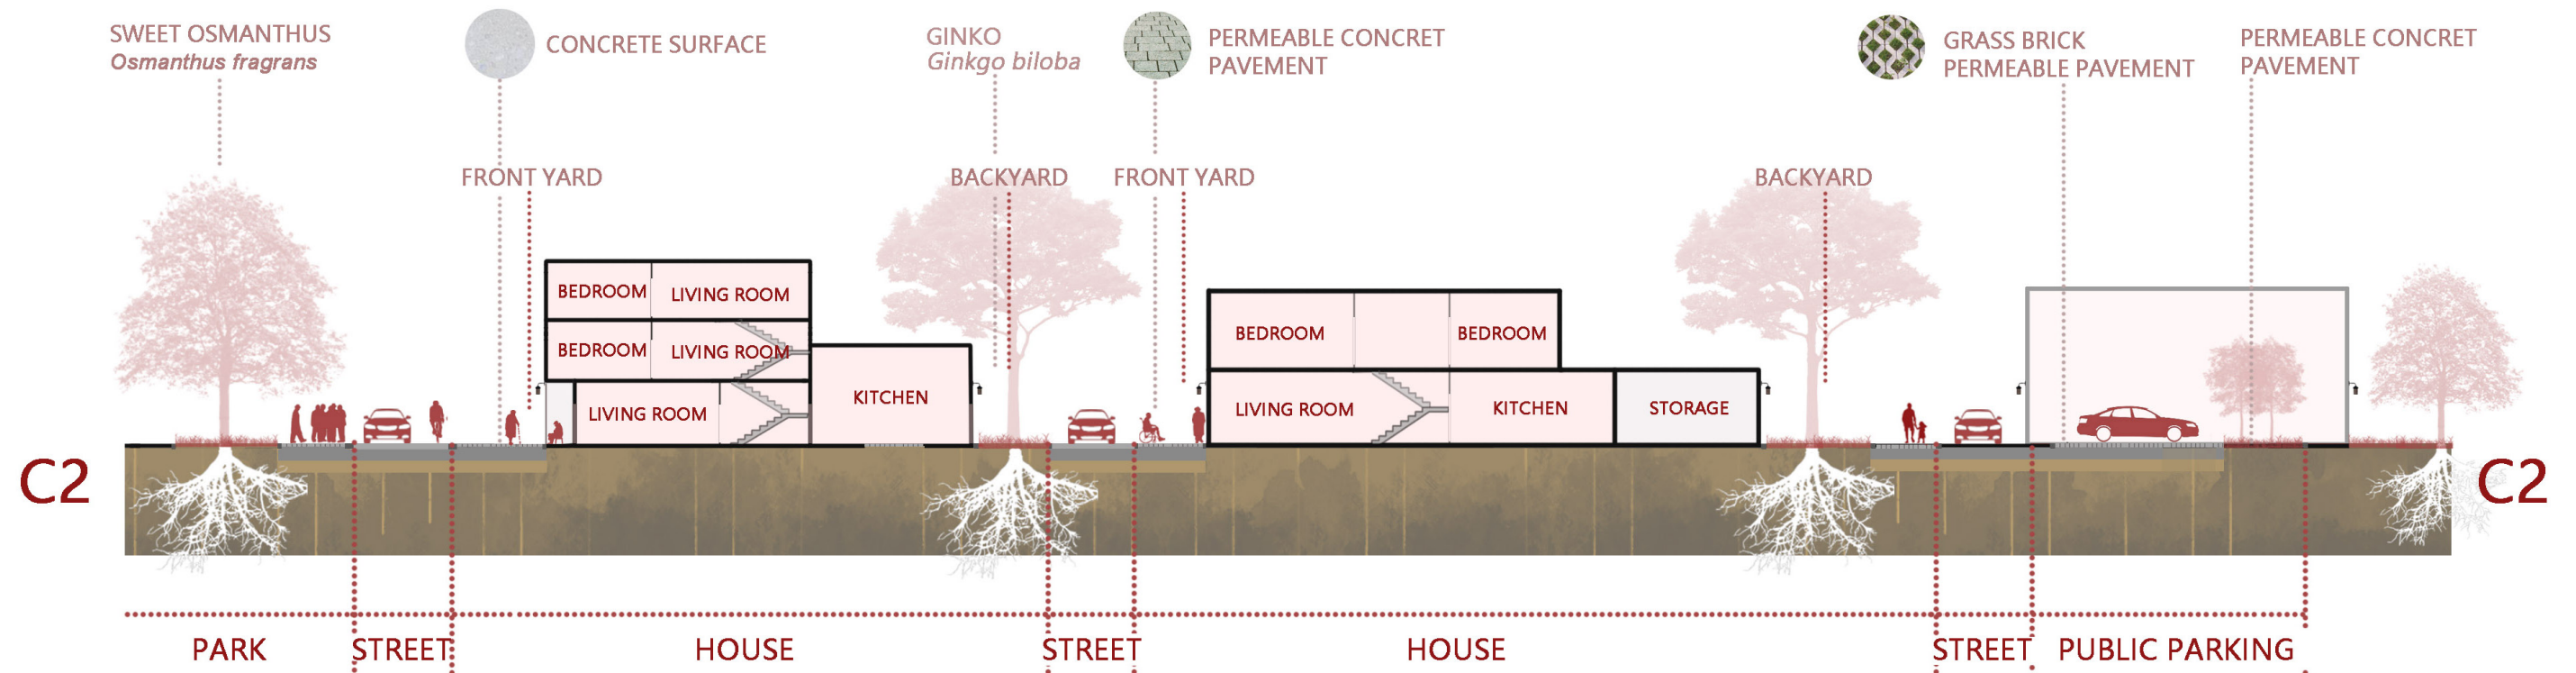 SWEET OSMANTHUS
Osmanthus fragrans
CONCRETE SURFACE
GINKO
Ginkgo biloba
PERMEABLE CONCRET
PAVEMENT
GRASS BRICK
PERMEABLE PAVEMENT
PERMEABLE CONCRET
PAVEMENT
FRONT YARD
BACKYARD
FRONT YARD
BACKYARD
BEDROOM
LIVING ROOM
BEDROOM
LIVING ROOM
LIVING ROOM
KITCHEN
BEDROOM
BEDROOM
LIVING ROOM
KITCHEN
STORAGE
C2
C2
PARK
STREET
HOUSE
STREET
HOUSE
STREET
PUBLIC PARKING